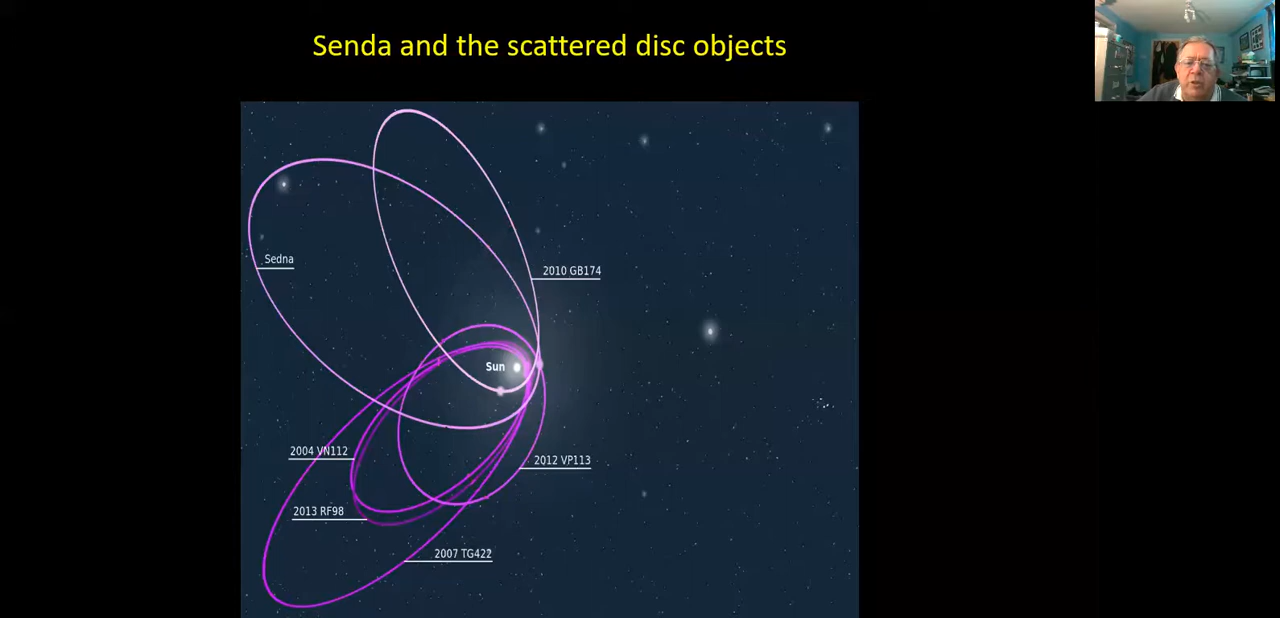 Senda and the scattered disc objects
Sedna
2010 GB174
Sun
2004 VN112
2012 VP113
2013 RF98
2007 TG422